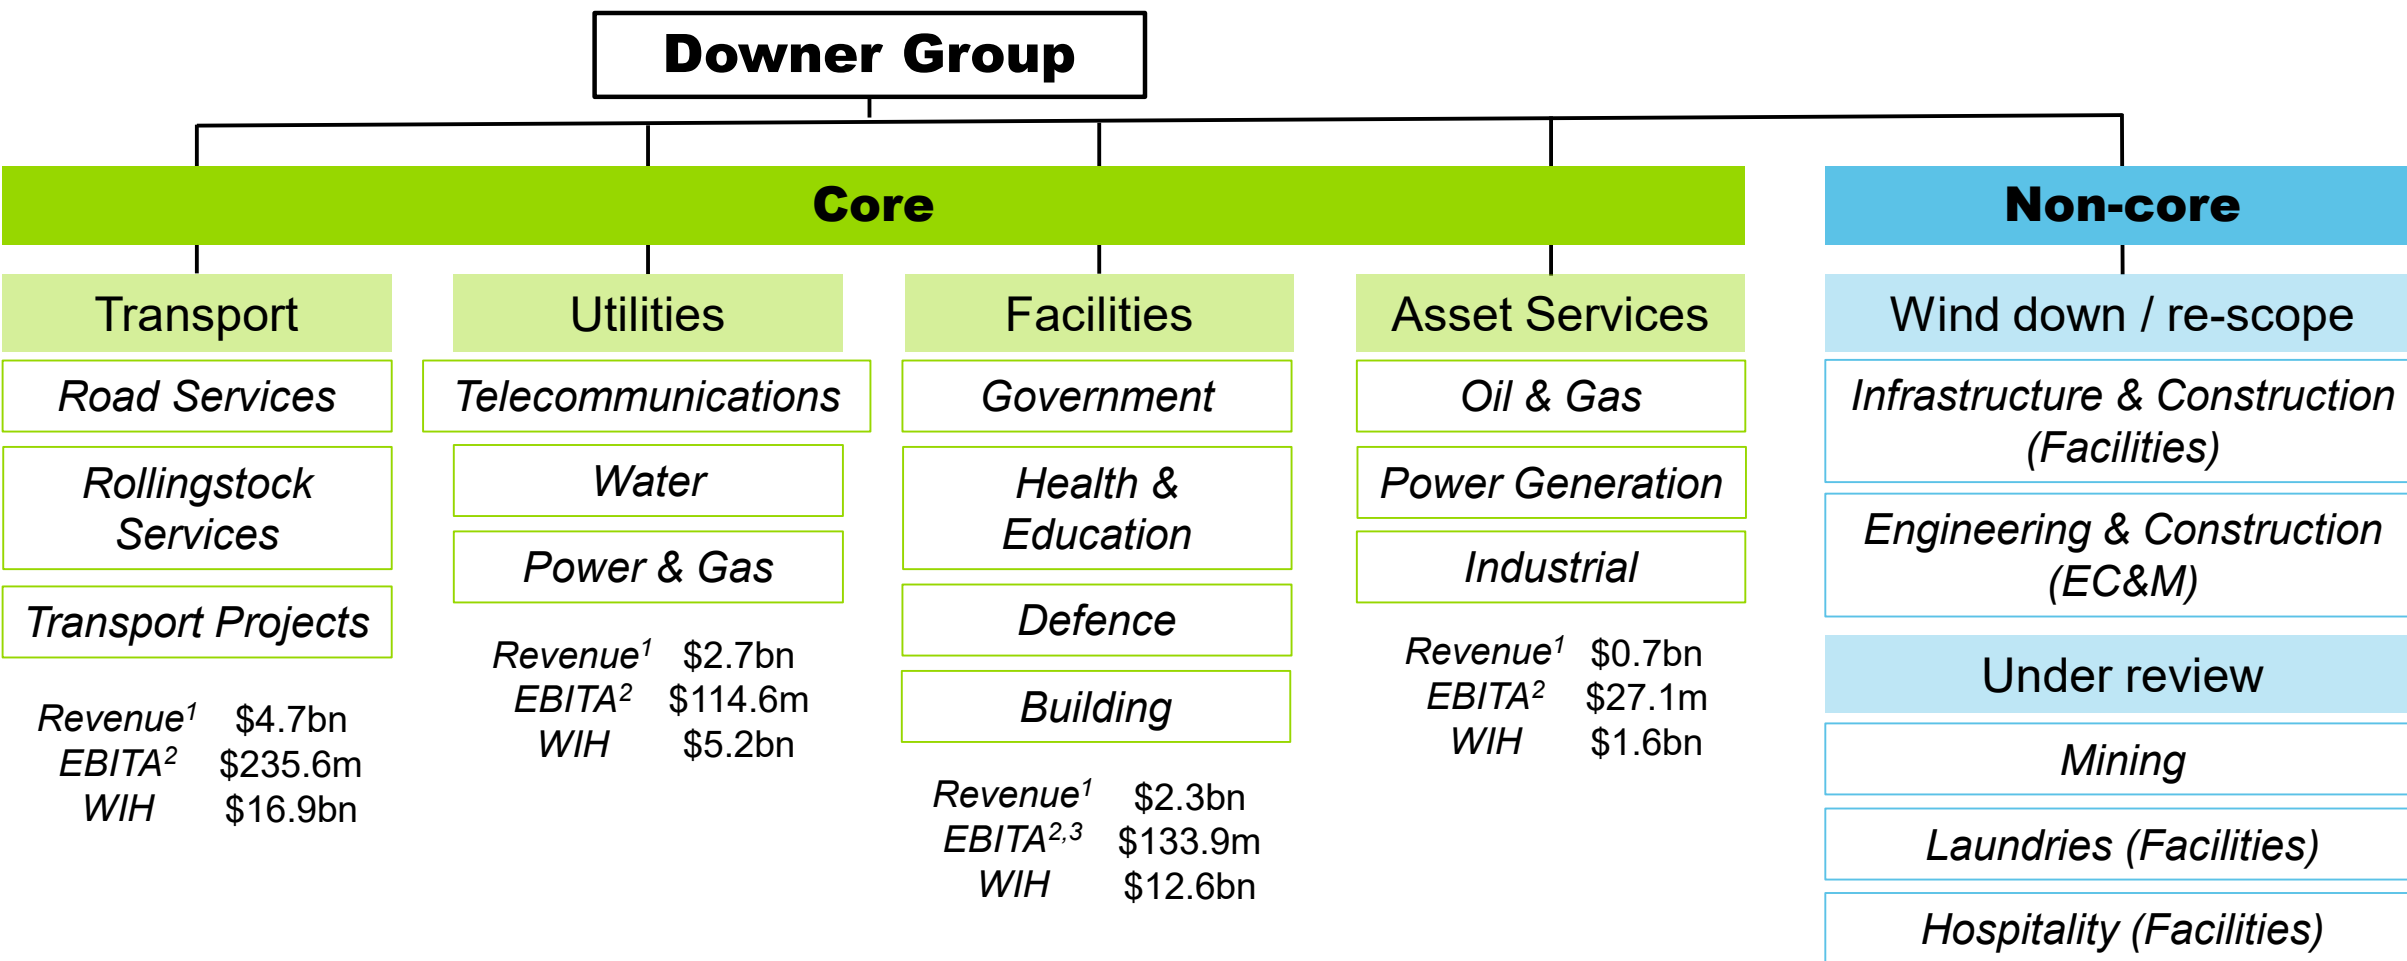 Downer Group
Core
Non-core
Transport
Road Services
Rollingstock
Services
Transport Projects
Revenue1 $4.7bn
EBITA2 $235.6m
WIH $16.9bn
Utilities
Telecommunications
Water
Power & Gas
Revenue1 $2.7bn
EBITA2 $114.6m
WIH $5.2bn
Facilities
Government
Health &
Education
Defence
Building
Revenue1 $2.3bn
EBITA2,3 $133.9m
WIH $12.6bn
Asset Services
Oil & Gas
Power Generation
Industrial
Revenue1 $0.7bn
EBITA2 $27.1m
WIH $1.6bn
Wind down / re-scope
Infrastructure & Construction
(Facilities)
Engineering & Construction
(EC&M)
Under review
Mining
Laundries (Facilities)
Hospitality (Facilities)